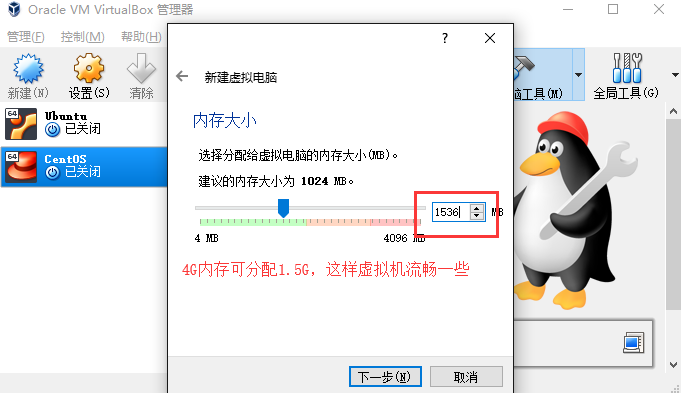 Oracle VM VirtualBox 管理器
管理(F) 控制(M) 帮助(H)
新建(N) 设置(S) 清除
脑工具(M) 全局工具(G)
64 Ubuntu
已关闭
64 CentOS
已关闭
?
新建虚拟电脑
内存大小
选择分配给虚拟电脑的内存大小(MB)。
建议的内存大小为 1024 MB。
1536 MB
4 MB 4096 MB
4G内存可分配1.5G，这样虚拟机流畅一些
下一步(N) 取消